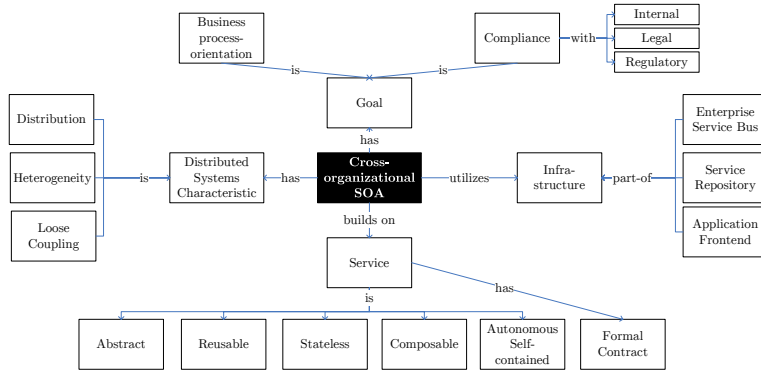 Business
process-
orientation
Compliance
with
Internal
Legal
Regulatory
is
is
Goal
has
Distribution
Heterogeneity
Loose
Coupling
is
Distributed
Systems
Characteristic
has
Cross-
organizational
SOA
utilizes
Infra-
structure
part-of
Enterprise
Service Bus
Service
Repository
Application
Frontend
builds on
Service
is
has
Abstract
Reusable
Stateless
Composable
Autonomous
Self-
contained
Formal
Contract